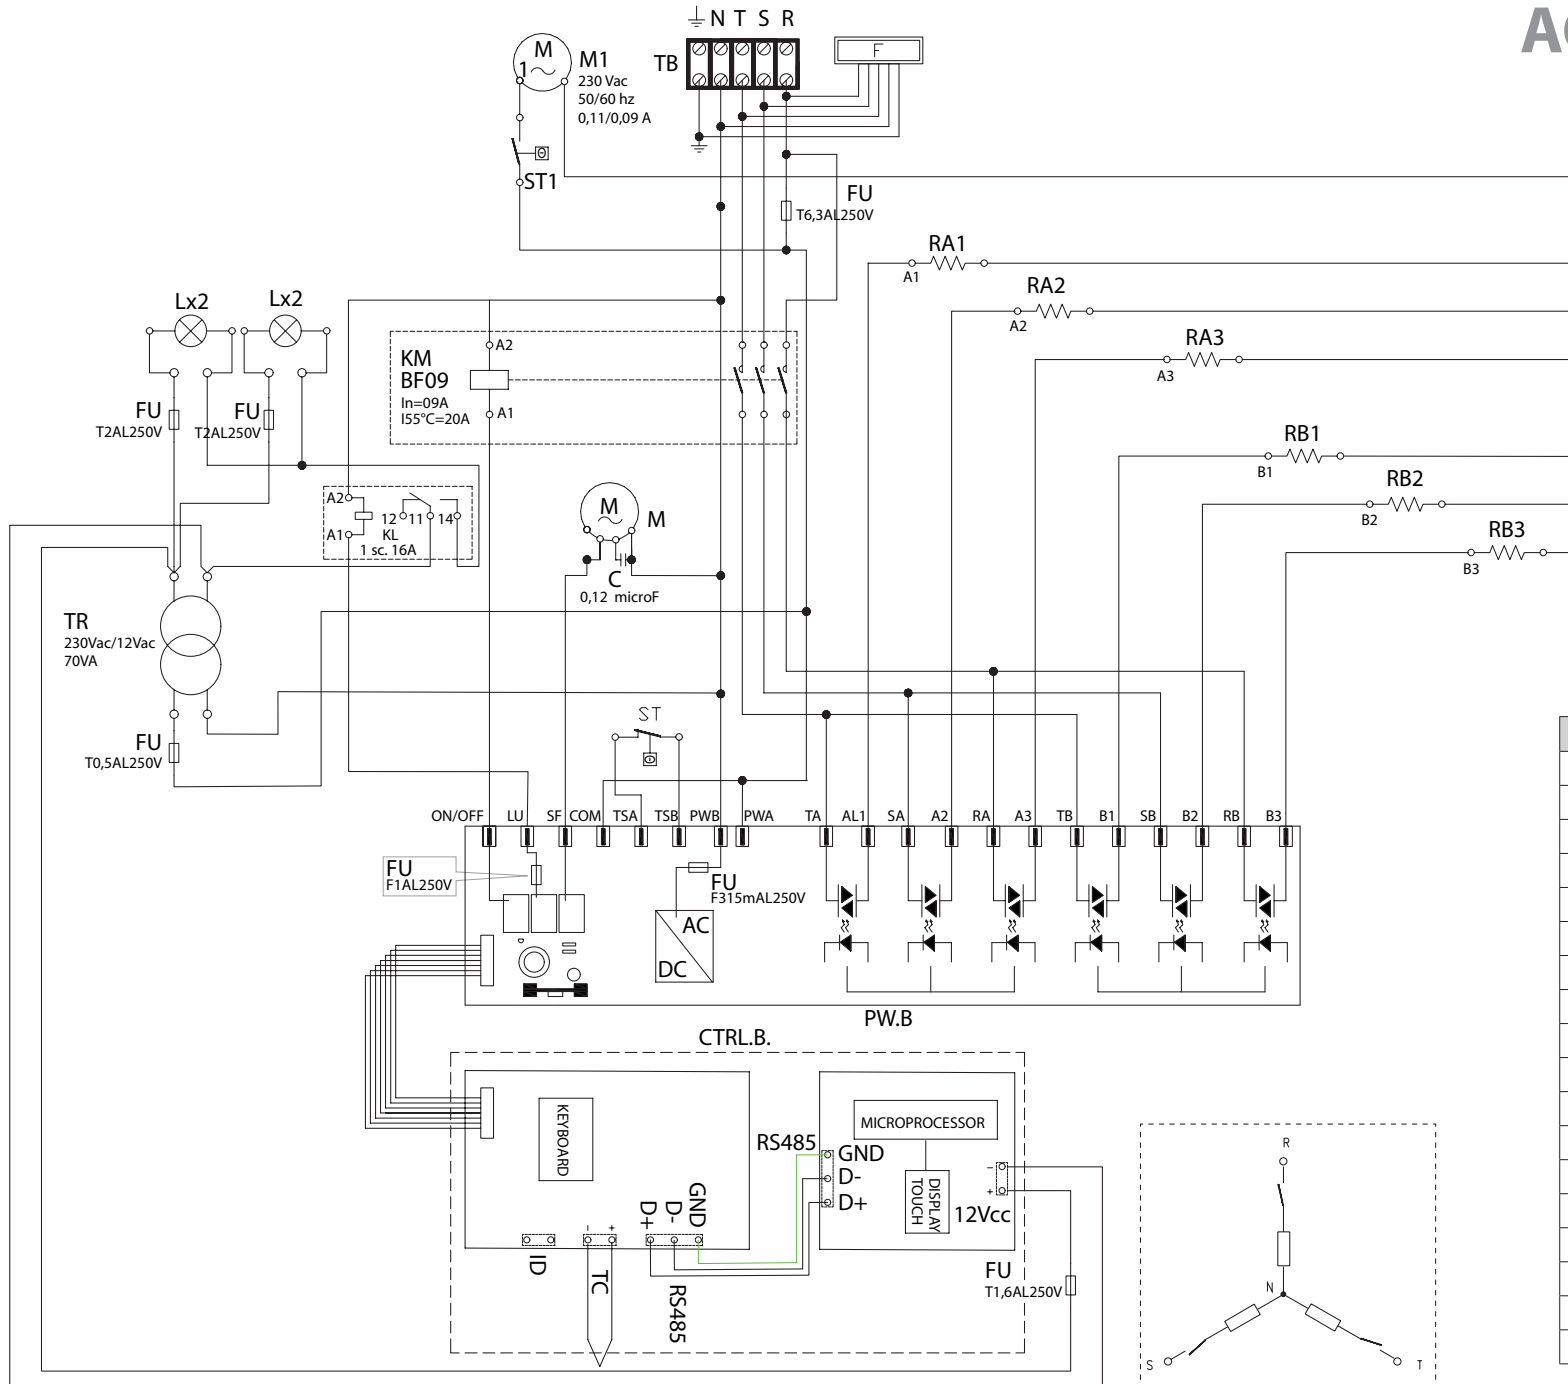 AC
N T S R
TB
F
M
1
M1
230 Vac
50/60 hz
0,11/0,09 A
ST1
FU
T6,3AL250V
RA1
A1
RA2
A2
RA3
A3
RB1
B1
RB2
B2
RB3
B3
Lx2
Lx2
FU
T2AL250V
FU
T2AL250V
KM
BF09
In=09A
I55°C=20A
A2
A1
A2
A1
12
11
14
KL
1 sc. 16A
M
M
C
0,12 microF
TR
230Vac/12Vac
70VA
FU
T0,5AL250V
ST
ON/OFF LU SF COM TSA TSB PWB PWA TA AL1 SA A2 RA A3 TB B1 SB B2 RB B3
FU
F1AL250V
FU
F315mAL250V
AC
DC
PW.B
CTRL.B.
KEYBOARD
MICROPROCESSOR
DISPLAY
TOUCH
RS485
GND
D-
D+
-
+
12Vcc
D+
D-
GND
- +
ID
TC
RS485
FU
T1,6AL250V
R
N
S
T